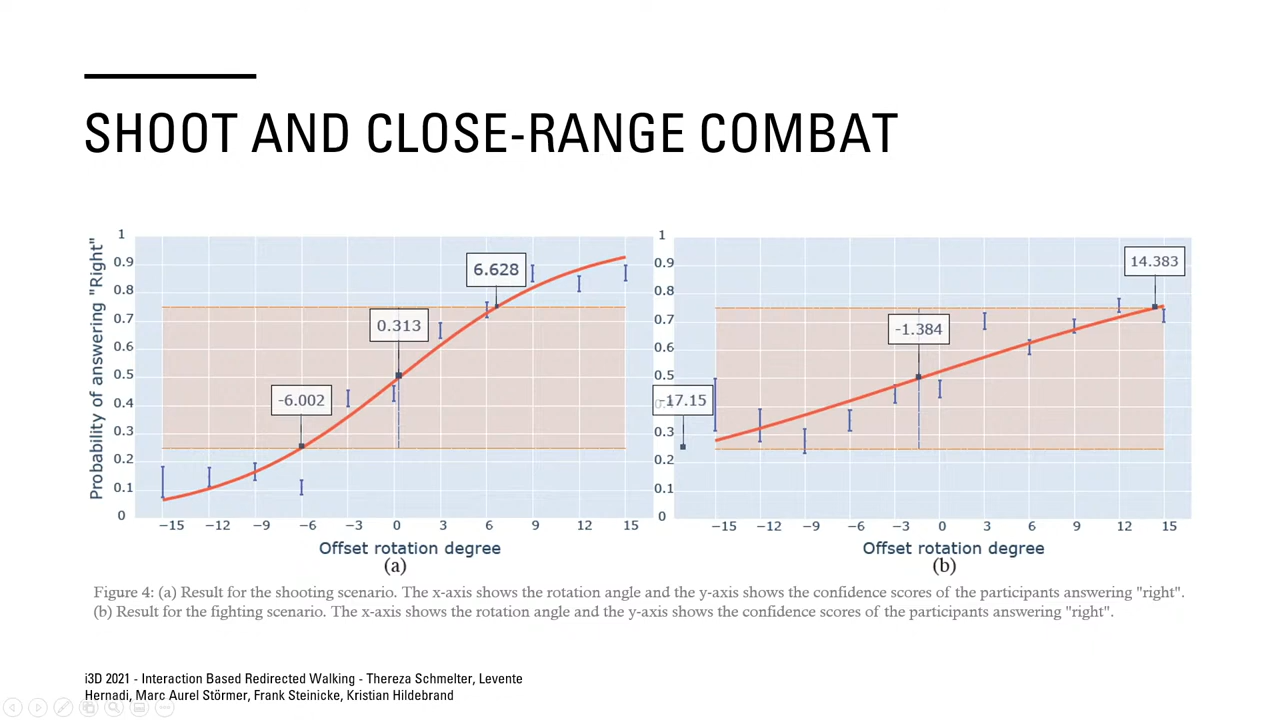 SHOOT AND CLOSE-RANGE COMBAT
Probability of answering "Right"
1
0.9
0.8
0.7
0.6
0.5
0.4
0.3
0.2
0.1
0
6.628
0.313
-6.002
−15 −12 −9 −6 −3 0 3 6 9 12 15
Offset rotation degree
(a)
1
0.9
0.8
0.7
0.6
0.5
0.3
0.2
0.1
0
14.383
-1.384
-17.15
−15 −12 −9 −6 −3 0 3 6 9 12 15
Offset rotation degree
(b)
Figure 4: (a) Result for the shooting scenario. The x-axis shows the rotation angle and the y-axis shows the confidence scores of the participants answering "right".
(b) Result for the fighting scenario. The x-axis shows the rotation angle and the y-axis shows the confidence scores of the participants answering "right".
i3D 2021 - Interaction Based Redirected Walking - Thereza Schmelter, Levente
Hernadi, Marc Aurel Störmer, Frank Steinicke, Kristian Hildebrand